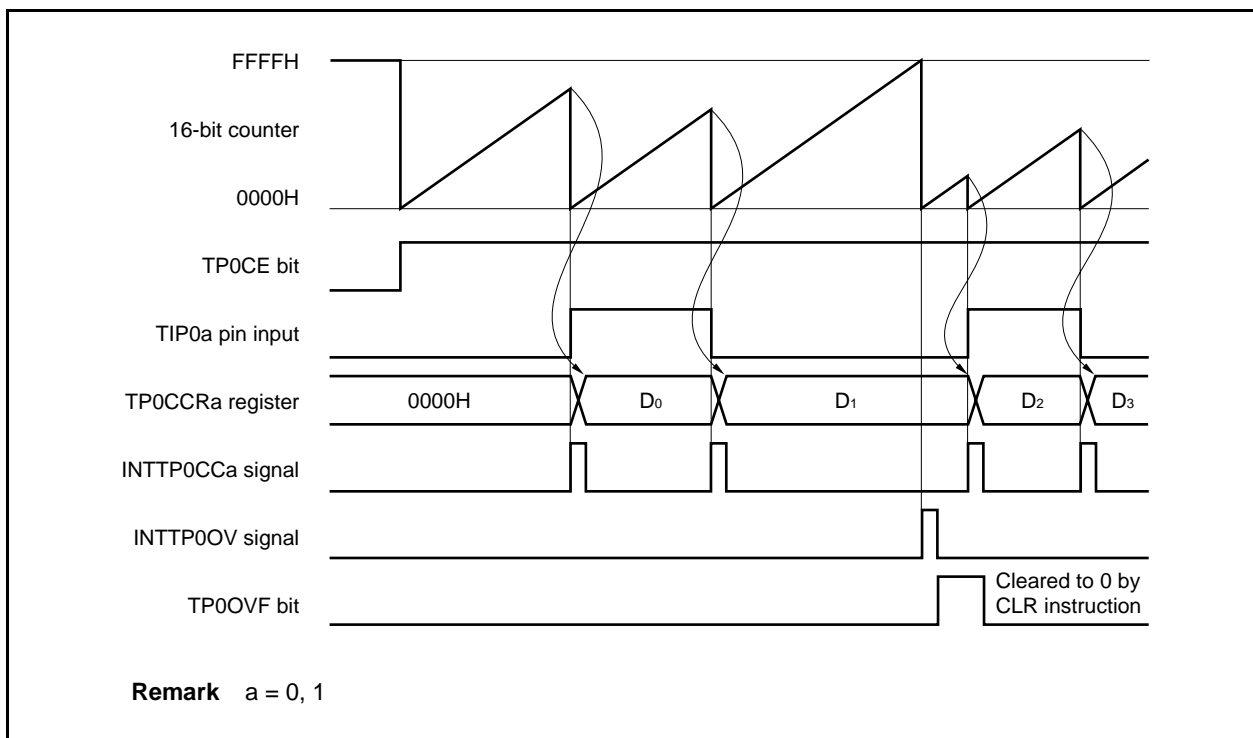 FFFFH
16-bit counter
0000H
TP0CE bit
TIP0a pin input
TP0CCRa register
0000H D0 D1 D2 D3
INTTP0CCa signal
INTTP0OV signal
TP0OVF bit
Cleared to 0 by
CLR instruction
Remark a = 0, 1